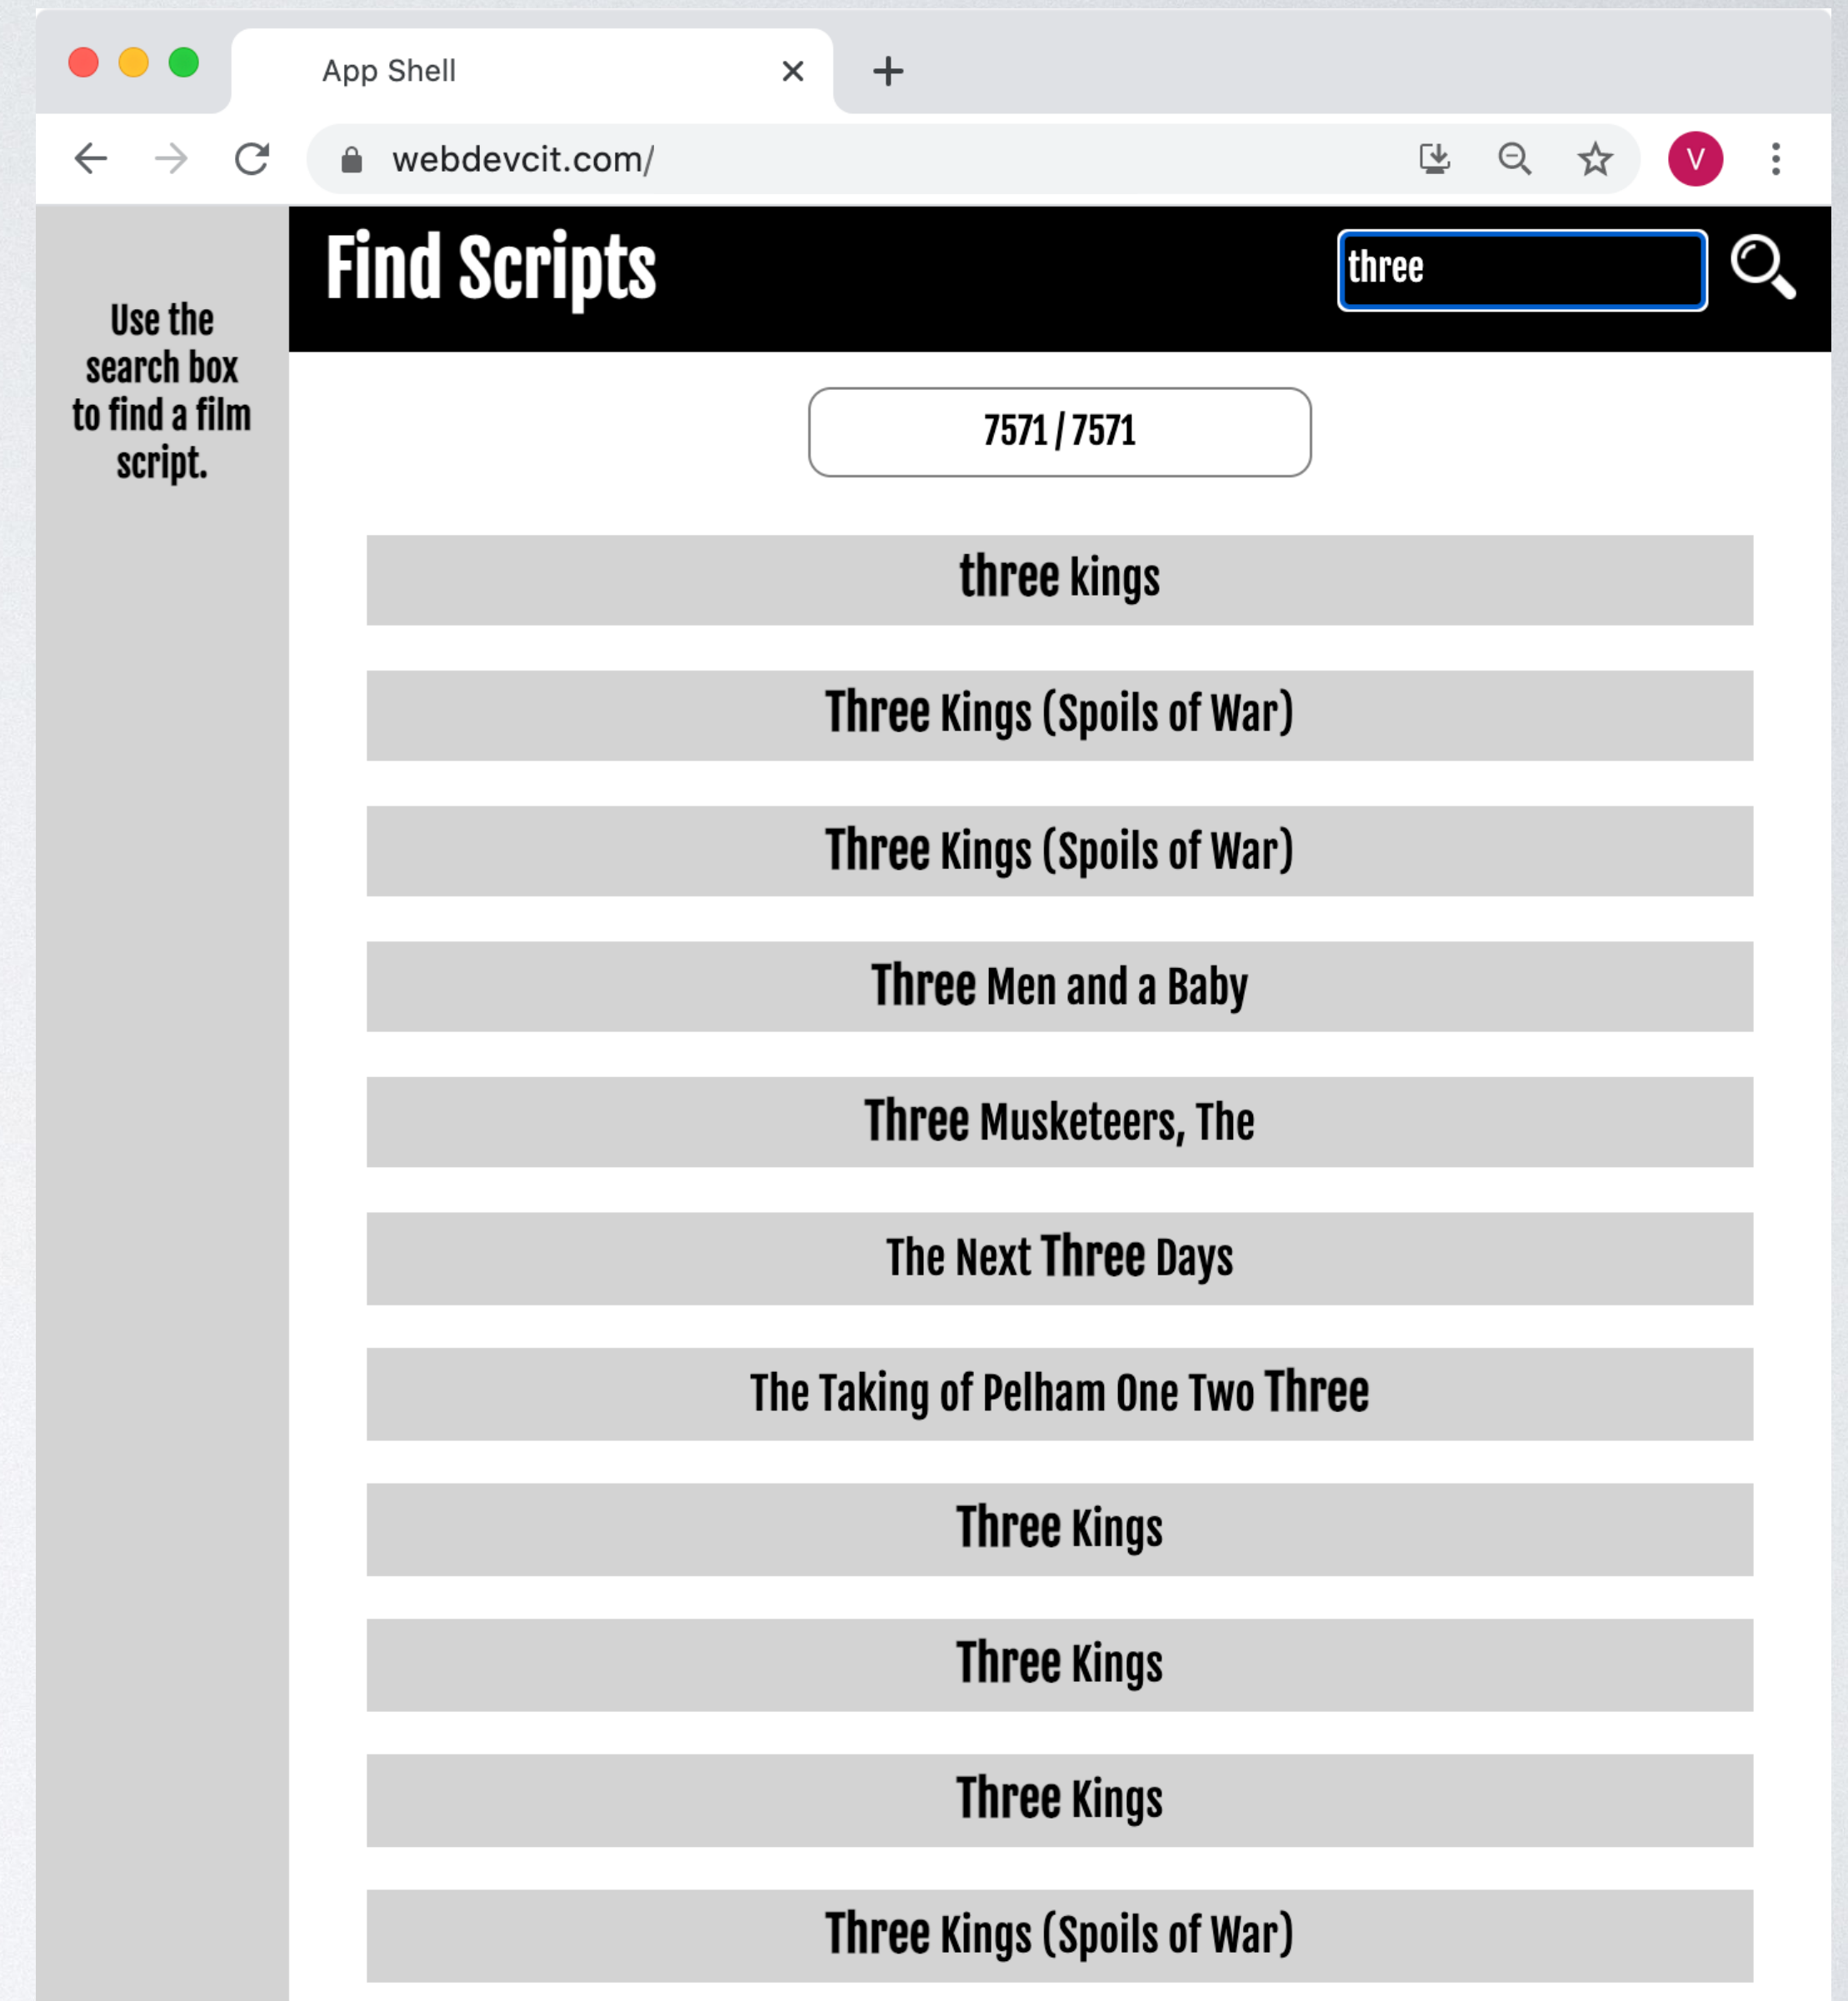 App Shell
webdevcit.com/
V
Use the
search box
to find a film
script.
Find Scripts
three
7571 / 7571
three kings
Three Kings (Spoils of War)
Three Kings (Spoils of War)
Three Men and a Baby
Three Musketeers, The
The Next Three Days
The Taking of Pelham One Two Three
Three Kings
Three Kings
Three Kings
Three Kings (Spoils of War)